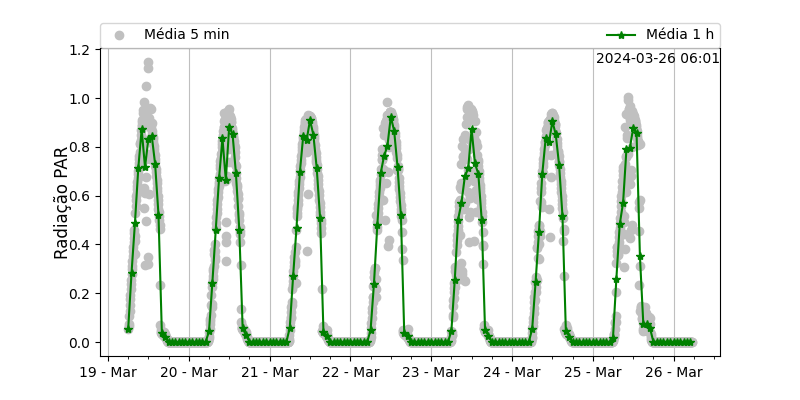 Média 5 min
Média 1 h
2024-03-26 06:01
Radiação PAR
1.2
1.0
0.8
0.6
0.4
0.2
0.0
19 - Mar
20 - Mar
21 - Mar
22 - Mar
23 - Mar
24 - Mar
25 - Mar
26 - Mar